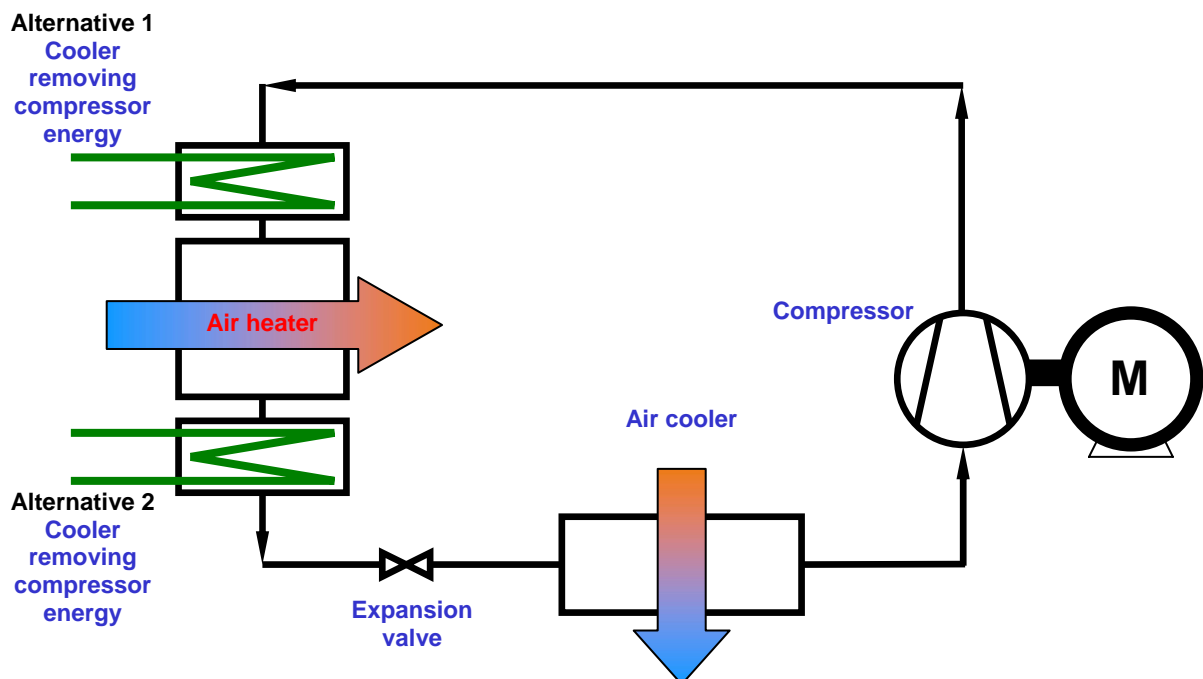 Alternative 1
Cooler
removing
compressor
energy
Air heater
Compressor
M
Air cooler
Alternative 2
Cooler
removing
compressor
energy
Expansion
valve